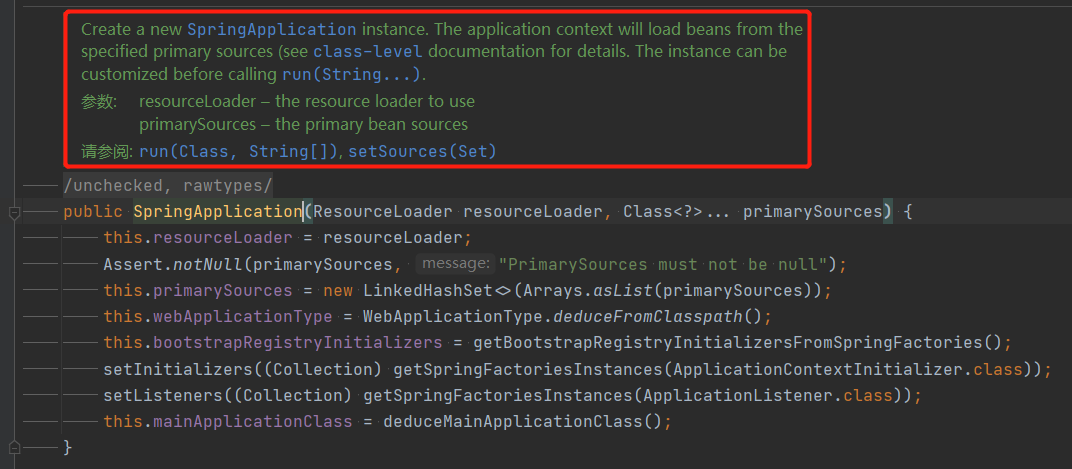 Create a new SpringApplication instance. The application context will load beans from the
specified primary sources (see class-level documentation for details. The instance can be
customized before calling run(String...).
参数: resourceLoader – the resource loader to use
primarySources – the primary bean sources
请参阅: run(Class, String[]), setSources(Set)
/unchecked, rawtypes/
public SpringApplication(ResourceLoader resourceLoader, Class<?>... primarySources) {
this.resourceLoader = resourceLoader;
Assert.notNull(primarySources, message: "PrimarySources must not be null");
this.primarySources = new LinkedHashSet<>(Arrays.asList(primarySources));
this.webApplicationType = WebApplicationType.deduceFromClasspath();
this.bootstrapRegistryInitializers = getBootstrapRegistryInitializersFromSpringFactories();
setInitializers((Collection) getSpringFactoriesInstances(ApplicationContextInitializer.class));
setListeners((Collection) getSpringFactoriesInstances(ApplicationListener.class));
this.mainApplicationClass = deduceMainApplicationClass();
}